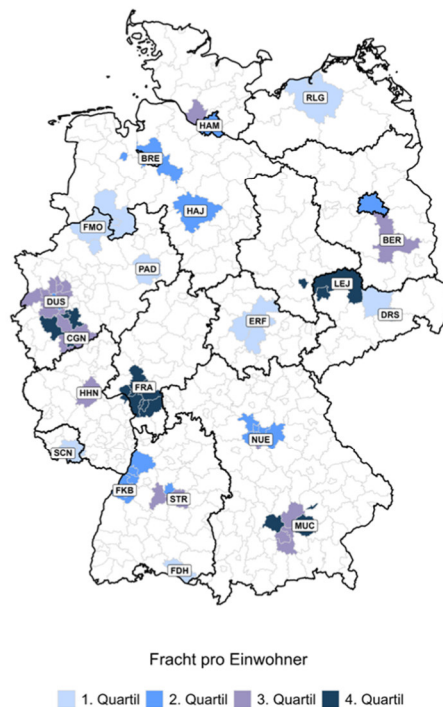 RLG
HAM
BRE
HAJ
FMO
BER
PAD
LEJ
DUS
DRS
ERF
CGN
FRA
HHN
NUE
SCN
FKB
STR
MUC
FDH
Fracht pro Einwohner
1. Quartil 2. Quartil 3. Quartil 4. Quartil